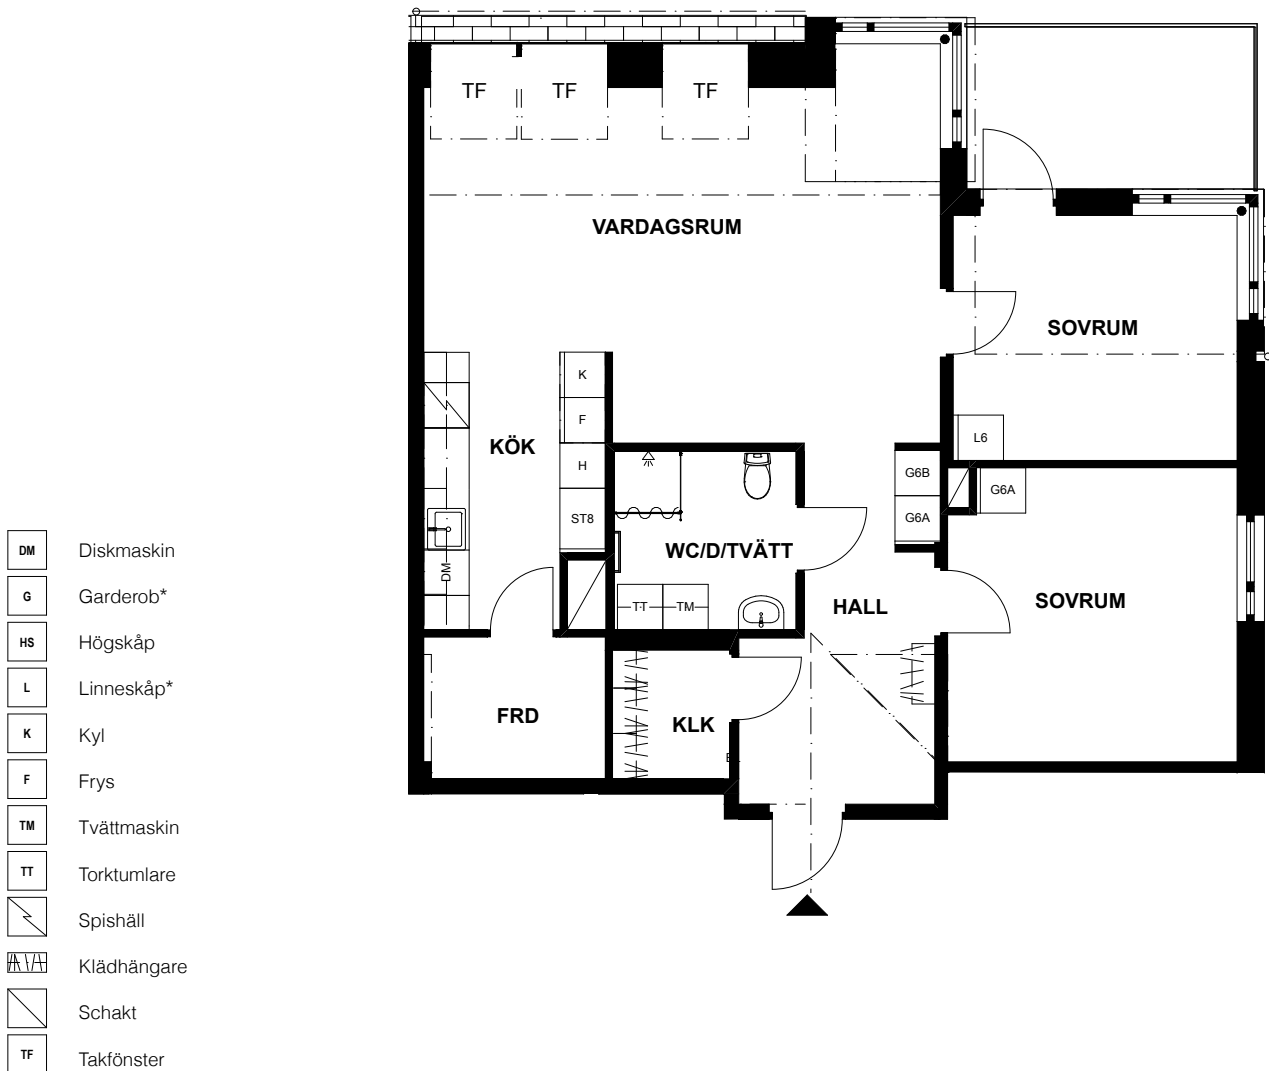 TF TF TF
VARDAGSRUM
SOVRUM
K
F
KÖK
H
ST8
L6
G6B
G6A
G6A
WC/D/TVÄTT
DM
TT TM
HALL
SOVRUM
FRD
KLK
DM Diskmaskin
G Garderob*
HS Högskåp
L Linneskåp*
K Kyl
F Frys
TM Tvättmaskin
TT Torktumlare
Spishäll
Klädhängare
Schakt
TF Takfönster